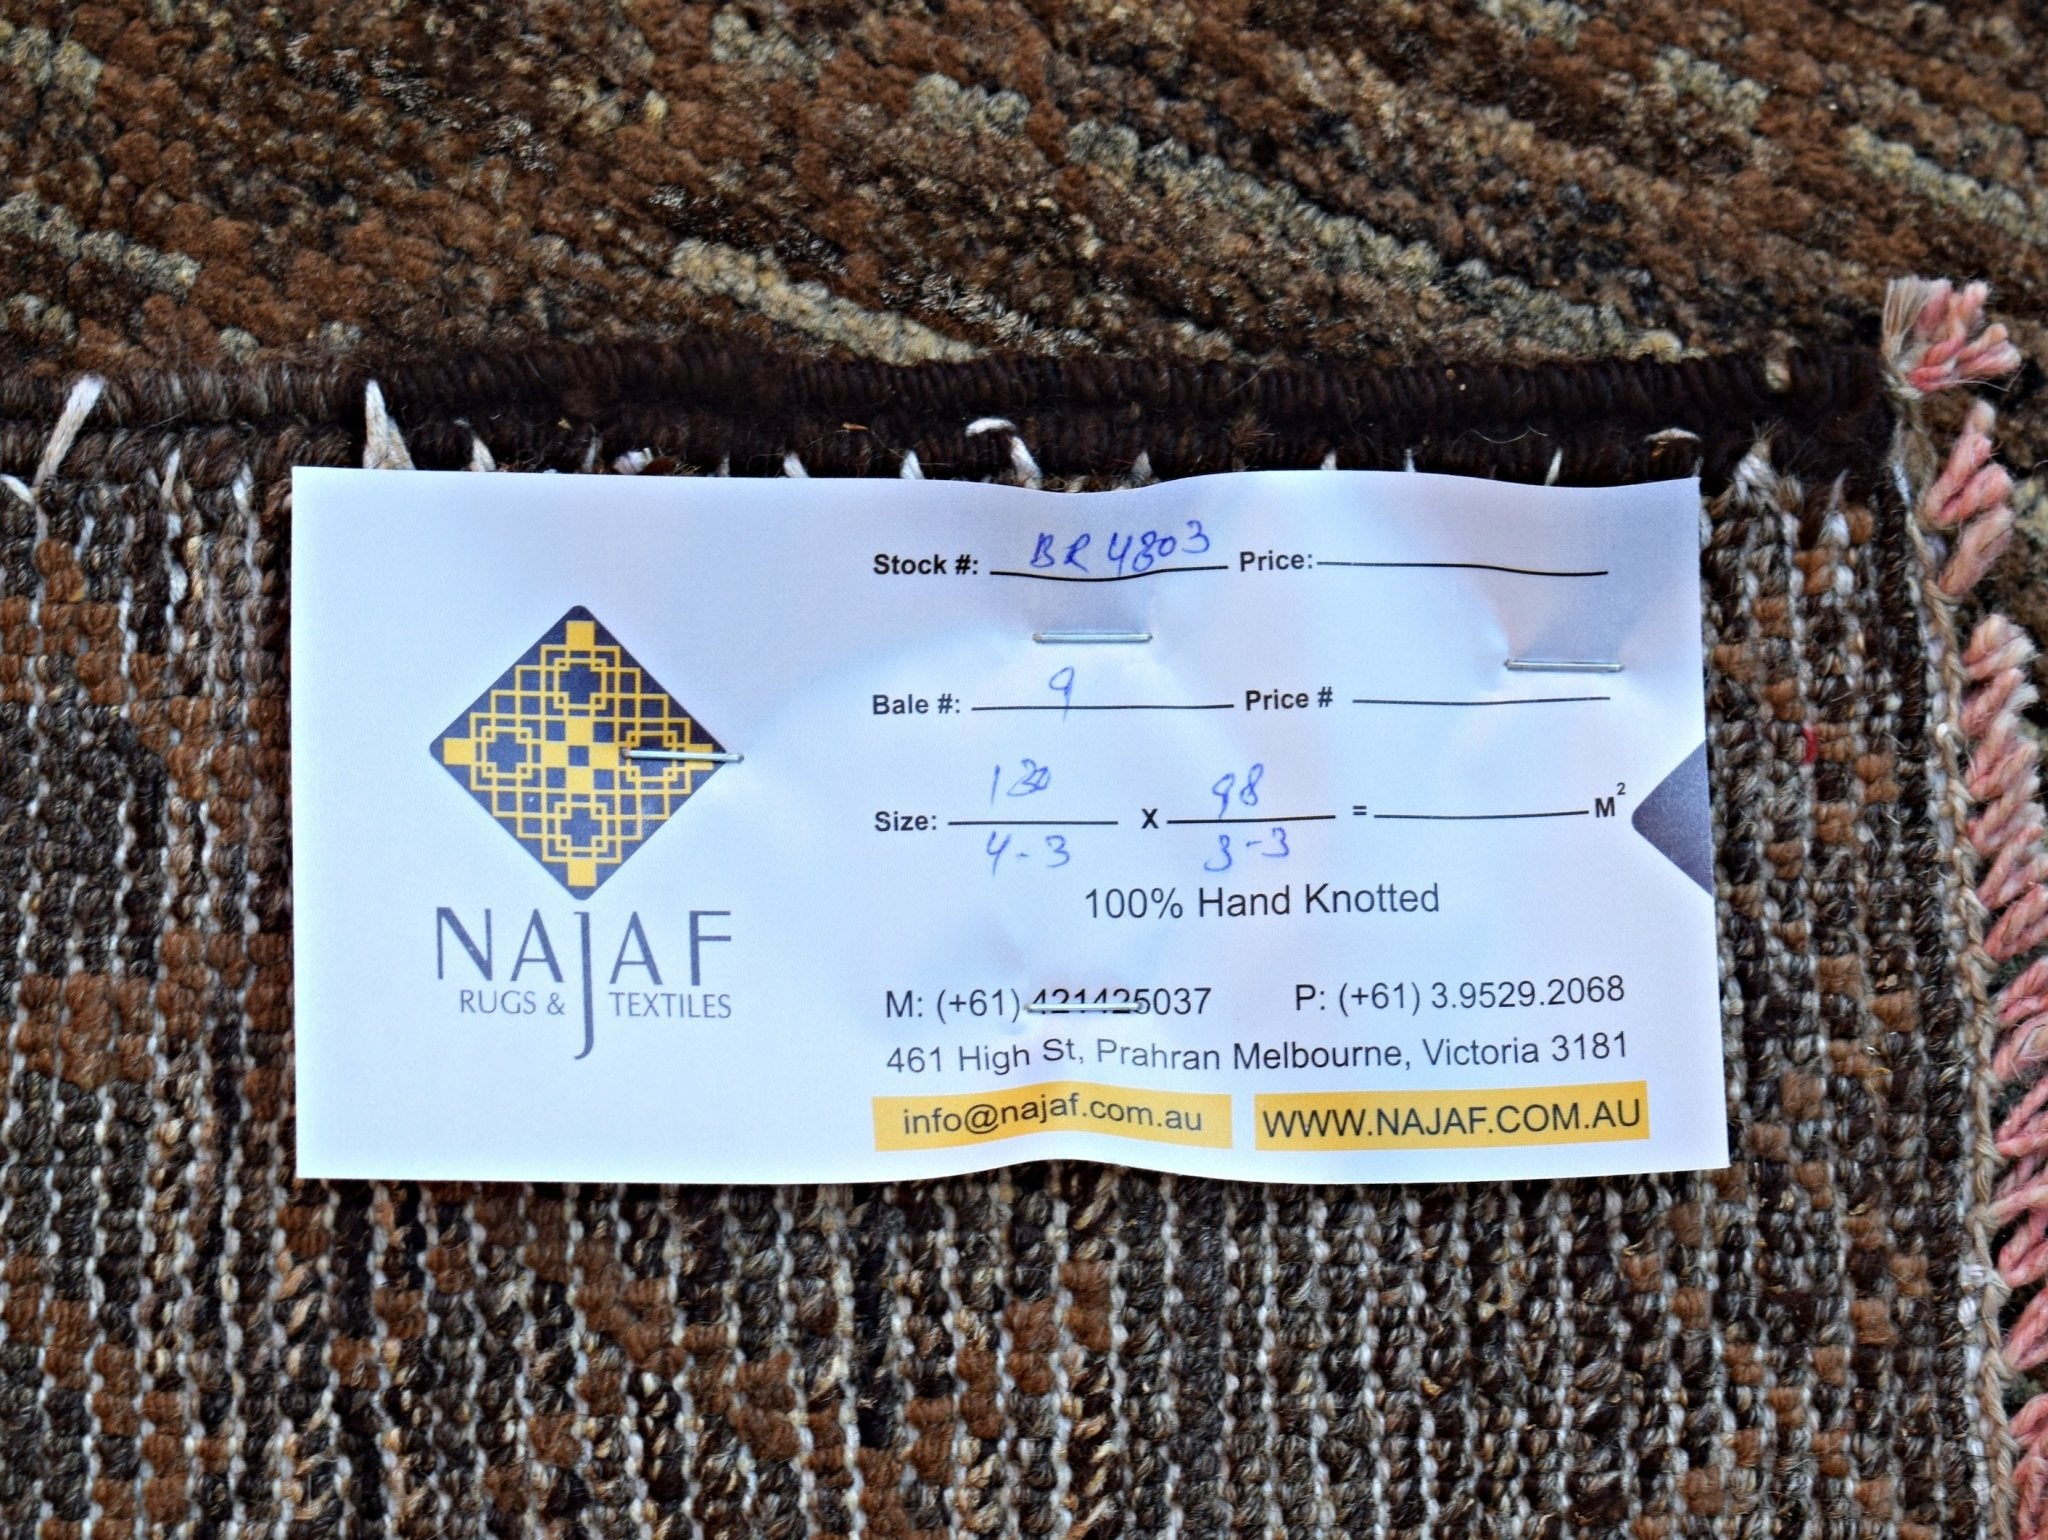 NAJAF
RUGS & TEXTILES
Stock #: BR 4803 Price:
Bale #: 9 Price #
130 98
Size: X = M²
4-3 3-3
100% Hand Knotted
M: (+61) 421425037 P: (+61) 3.9529.2068
461 High St, Prahran Melbourne, Victoria 3181
info@najaf.com.au WWW.NAJAF.COM.AU